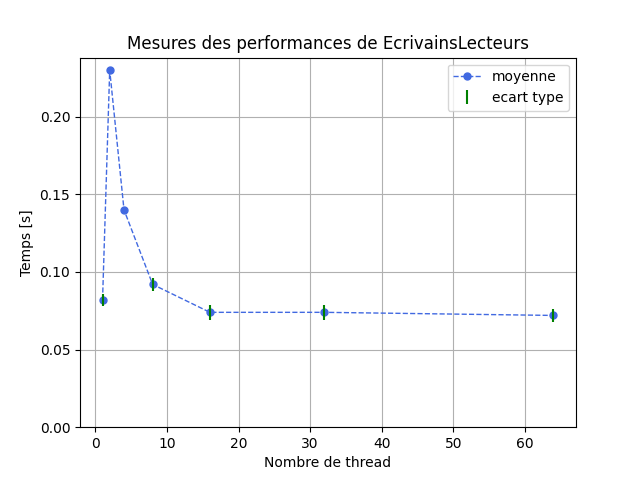 Mesures des performances de EcrivainsLecteurs
moyenne
ecart type
Temps [s]
0.20
0.15
0.10
0.05
0.00
0 10 20 30 40 50 60
Nombre de thread